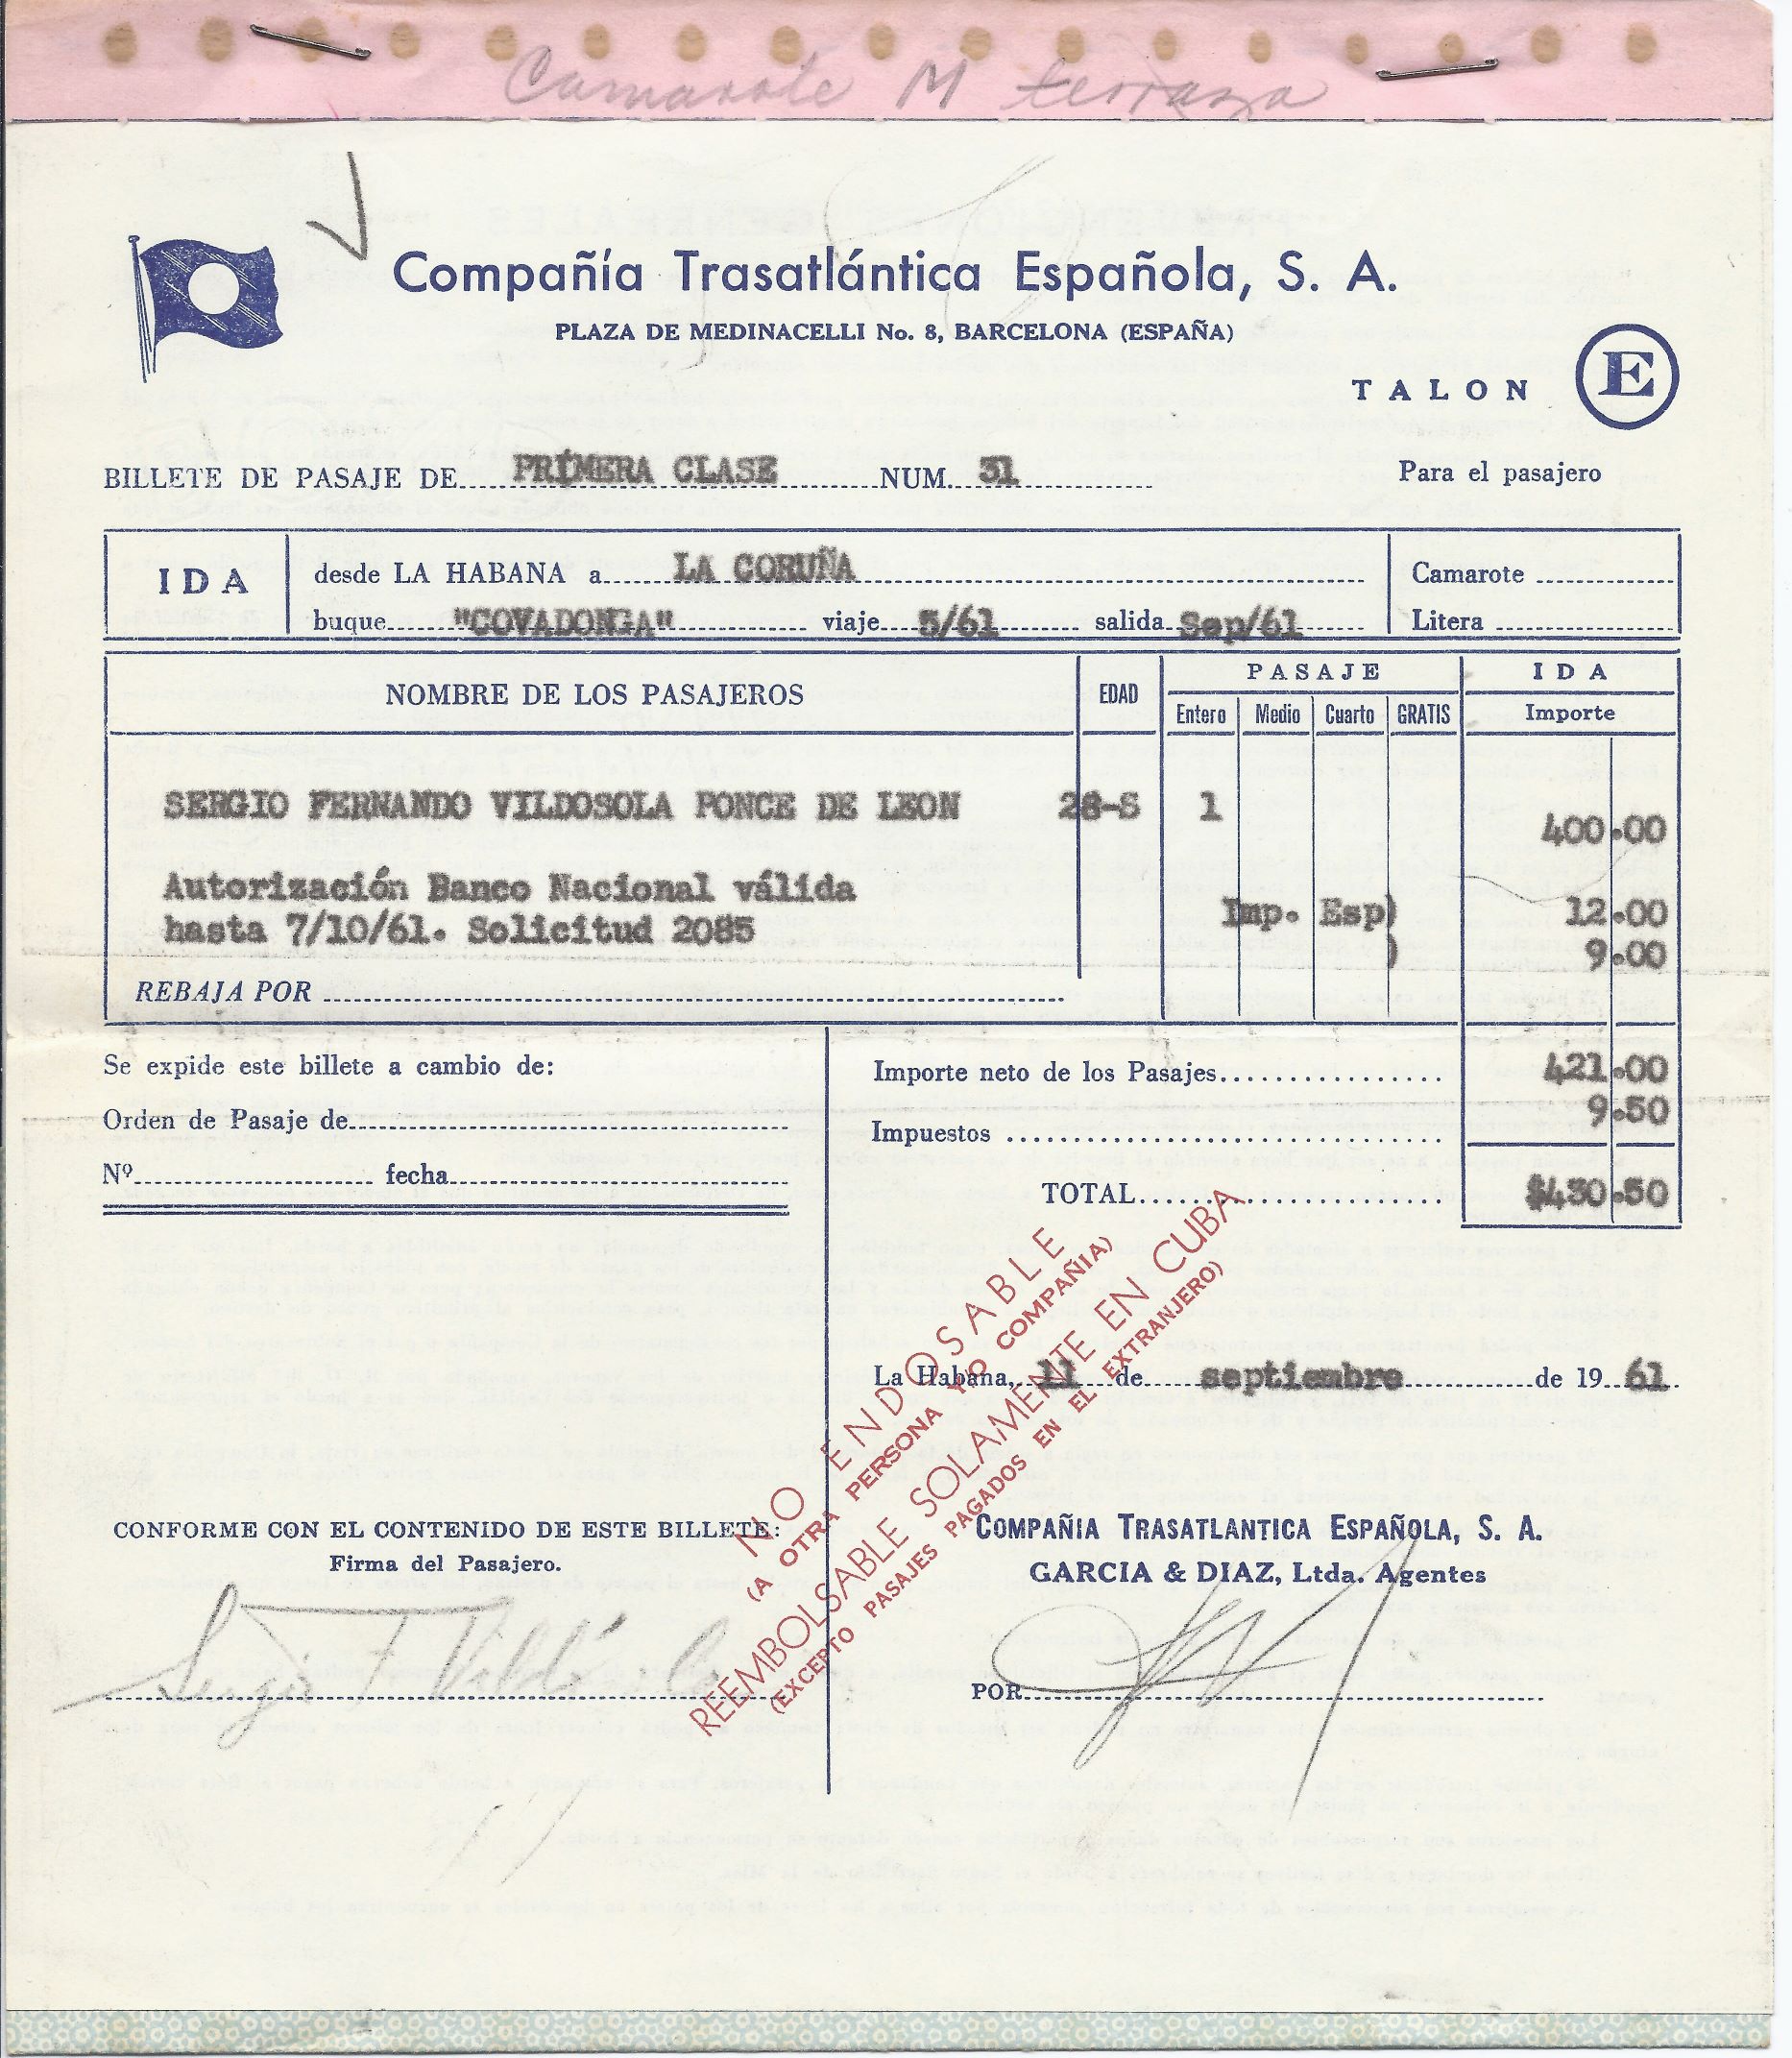 Camarote M terraza
Compañía Trasatlántica Española, S. A.
PLAZA DE MEDINACELLI No. 8, BARCELONA (ESPAÑA)
TALON E
BILLETE DE PASAJE DE PRIMERA CLASE NUM. 31
Para el pasajero
IDA
desde LA HABANA a LA CORUÑA
Camarote
buque "COVADONGA" viaje 5/61 salida Sep/61
Litera
NOMBRE DE LOS PASAJEROS EDAD PASAJE IDA
Entero Medio Cuarto GRATIS Importe
SERGIO FERNANDO VILDOSOLA PONCE DE LEON 28-S 1
400.00
Autorización Banco Nacional válida
Imp. Esp) 12.00
hasta 7/10/61. Solicitud 2085
) 9.00
REBAJA POR
Se expide este billete a cambio de:
Importe neto de los Pasajes 421.00
Orden de Pasaje de
Impuestos 9.50
Nº fecha
TOTAL $430.50
NO ENDOSABLE
(A OTRA PERSONA Y/O COMPAÑIA)
REEMBOLSABLE SOLAMENTE EN CUBA
(EXCEPTO PASAJES PAGADOS EN EL EXTRANJERO)
La Habana, 11 de septiembre de 19 61
CONFORME CON EL CONTENIDO DE ESTE BILLETE:
Firma del Pasajero.
COMPAÑIA TRASATLANTICA ESPAÑOLA, S. A.
GARCIA & DIAZ, Ltda. Agentes
Sergio F
POR